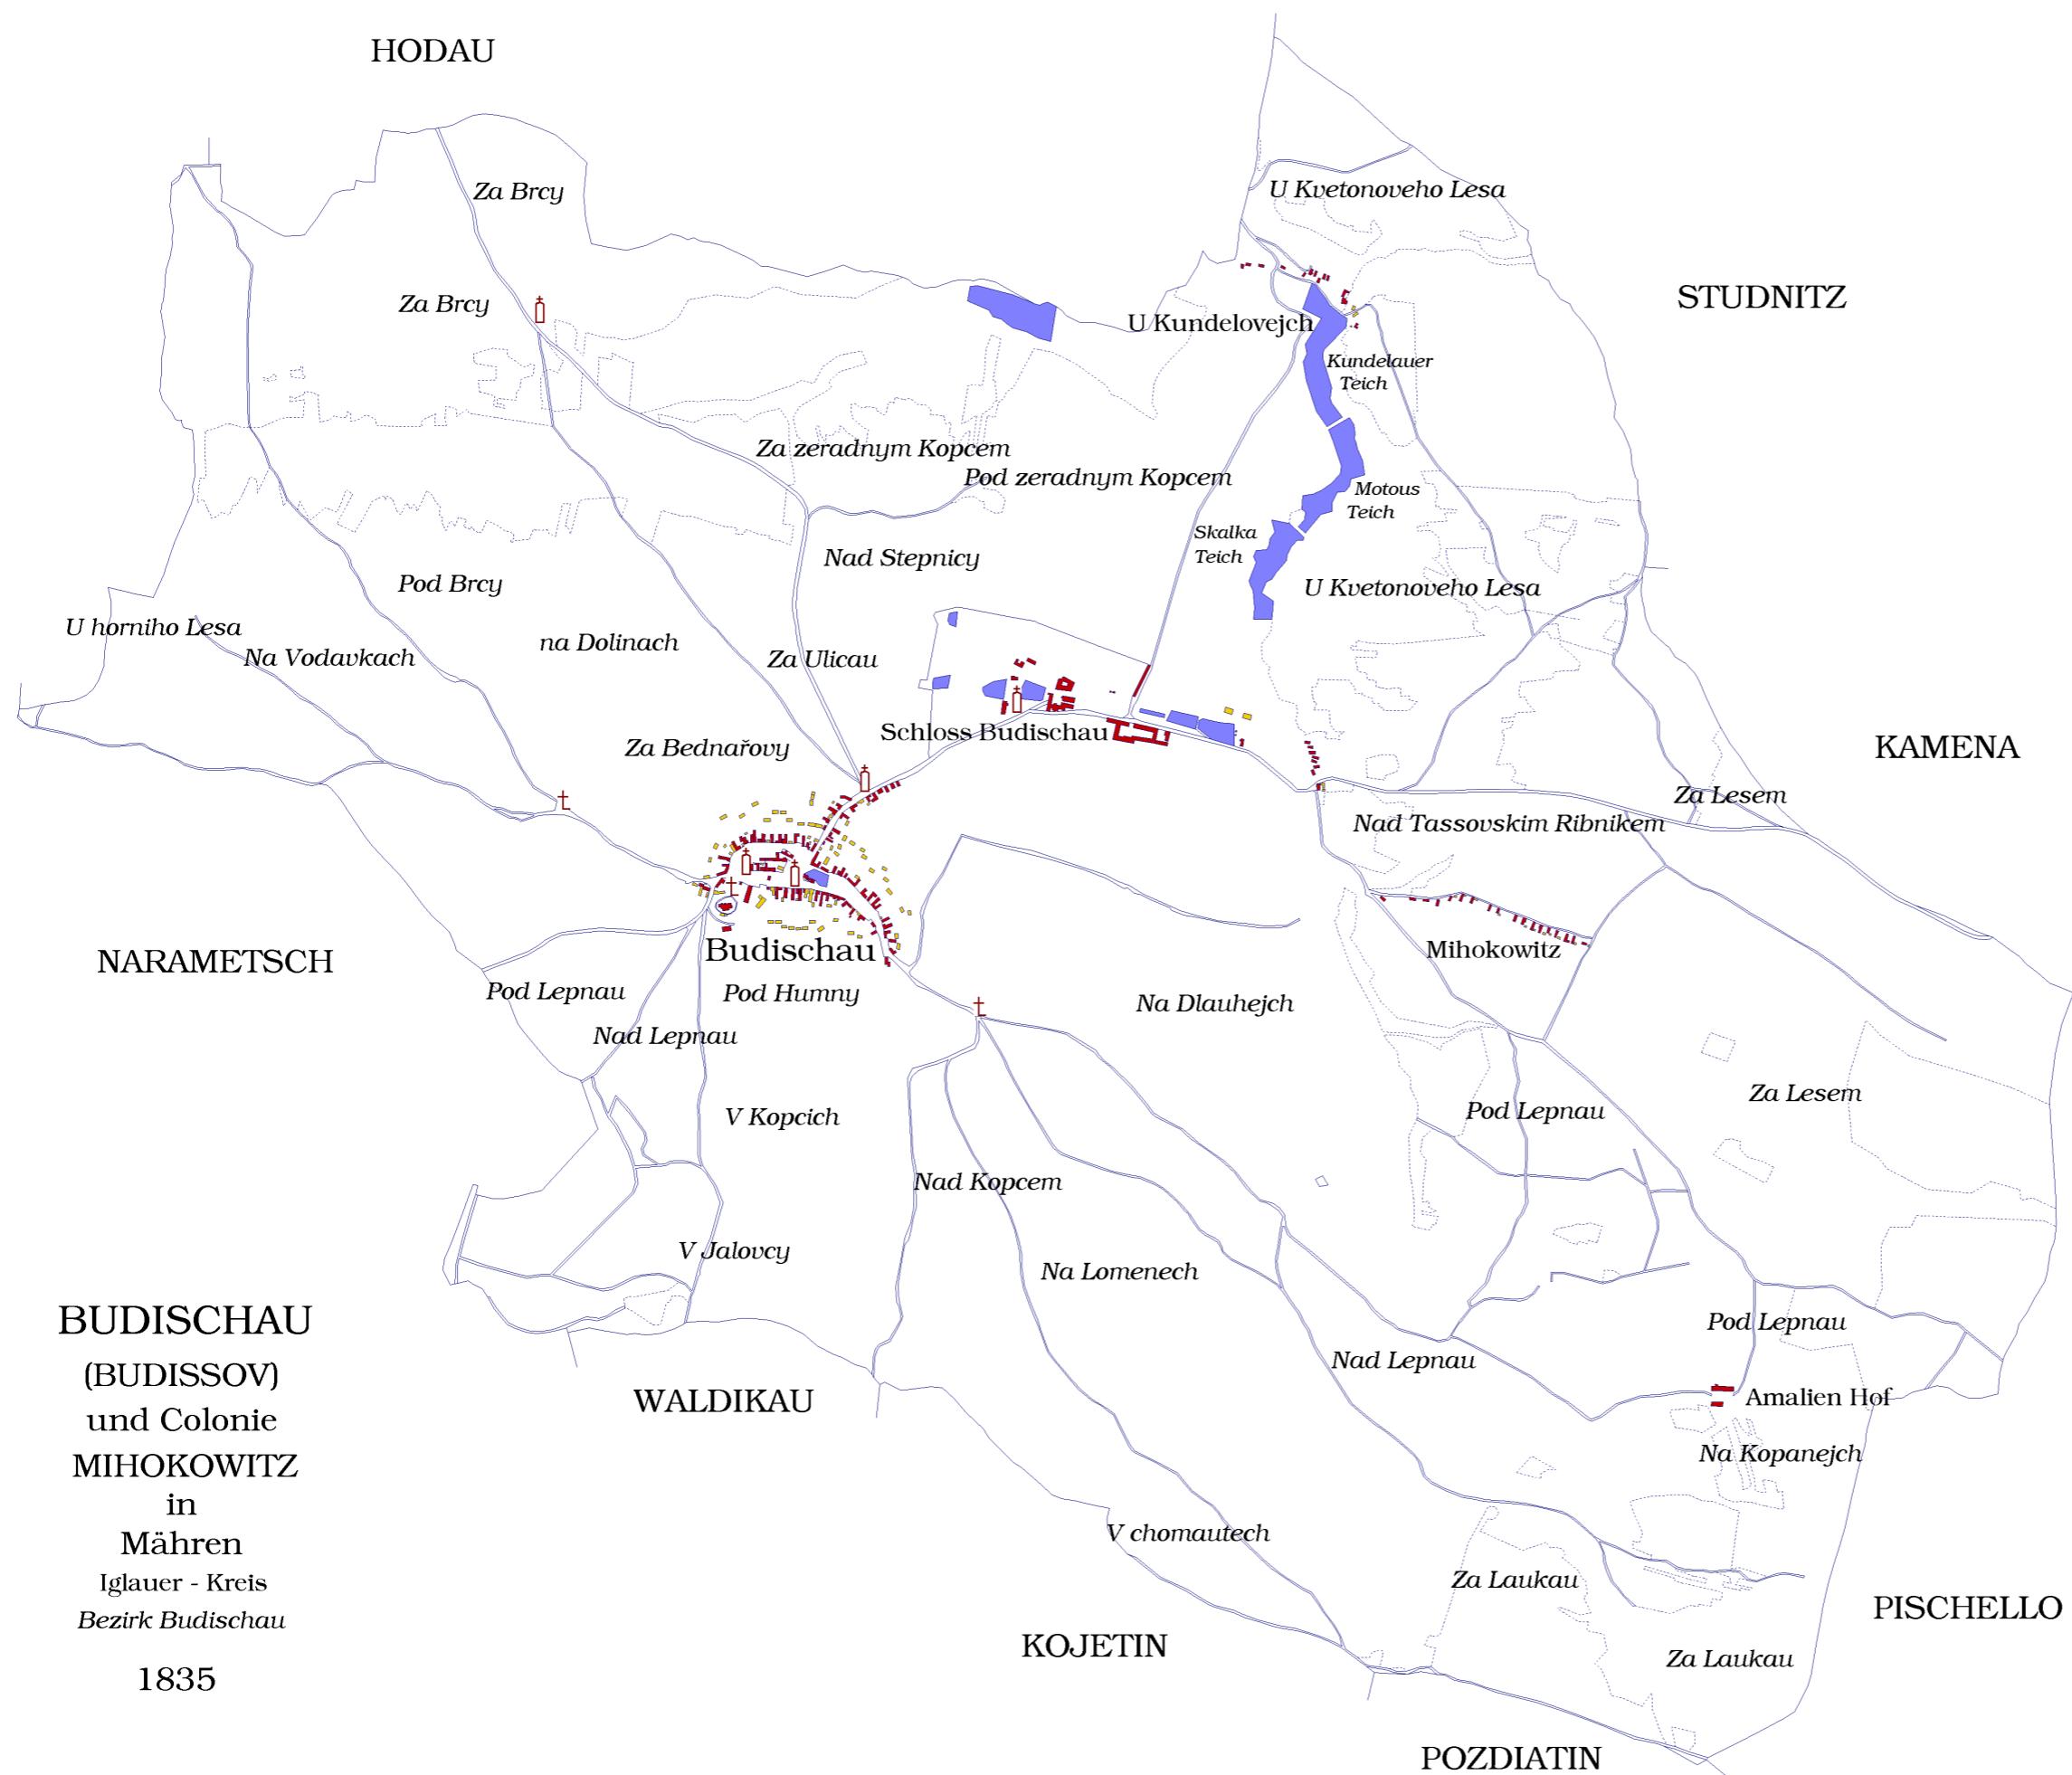 HODAU
Za Brcy
U Kvetonoveho Lesa
Za Brcy
STUDNITZ
U Kundelovejch
Kundelauer
Teich
Za zeradnym Kopcem
Pod zeradnym Kopcem
Motous
Teich
Skalka
Teich
Nad Stepnicy
Pod Brcy
U Kvetonoveho Lesa
U horniho Lesa
na Dolinach
Na Vodavkach
Za Ulicau
Schloss Budischau
Za Bednařovy
KAMENA
Za Lesem
Nad Tassovskim Ribnikem
Budischau
Mihokowitz
NARAMETSCH
Pod Lepnau
Pod Humny
Na Dlauhejch
Nad Lepnau
Za Lesem
Pod Lepnau
V Kopcich
Nad Kopcem
V Jalovcy
Na Lomenech
Pod Lepnau
Nad Lepnau
Amalien Hof
WALDIKAU
Na Kopanejch
V chomautech
Za Laukau
PISCHELLO
KOJETIN
Za Laukau
POZDIATIN
BUDISCHAU
(BUDISSOV)
und Colonie
MIHOKOWITZ
in
Mähren
Iglauer - Kreis
Bezirk Budischau
1835